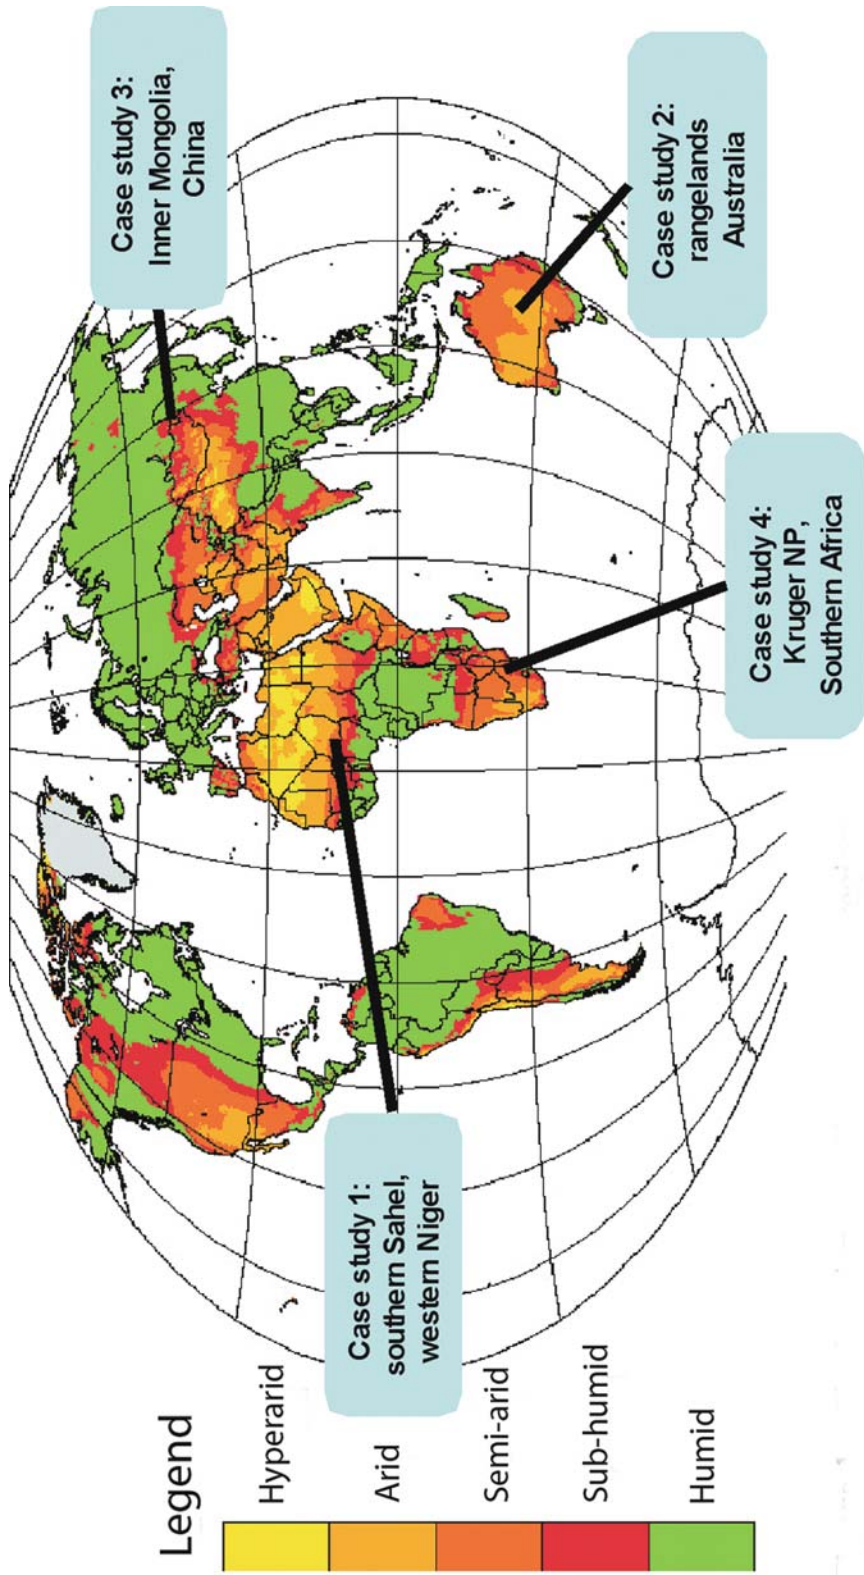 Case study 3:
Inner Mongolia,
China
Case study 2:
rangelands
Australia
Case study 1:
southern Sahel,
western Niger
Case study 4:
Kruger NP,
Southern Africa
Legend
Hyperarid
Arid
Semi-arid
Sub-humid
Humid